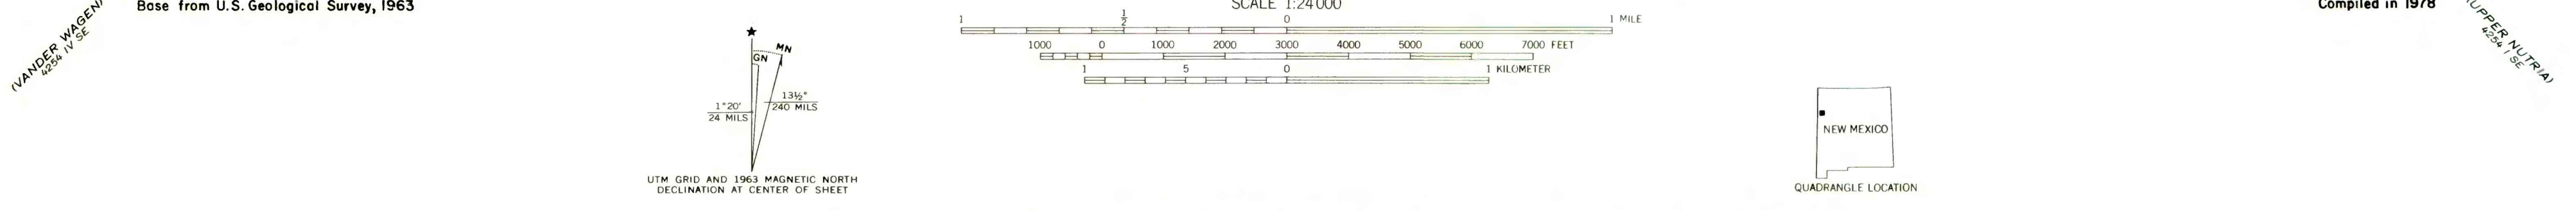 (VANDER WAGEN)
4254 IV SE
Base from U.S. Geological Survey, 1963
SCALE 1:24 000
Compiled in 1978
(UPPER NUTRIA)
4254 I SE
1 1/2 0 1 MILE
1000 0 1000 2000 3000 4000 5000 6000 7000 FEET
1 5 0 1 KILOMETER
★
MN
GN
1°20'
24 MILS
13½°
240 MILS
UTM GRID AND 1963 MAGNETIC NORTH
DECLINATION AT CENTER OF SHEET
NEW MEXICO
QUADRANGLE LOCATION